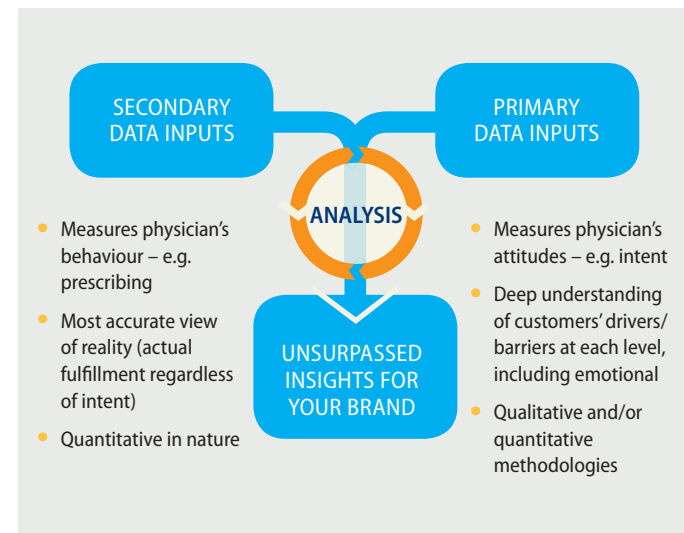 SECONDARY
DATA INPUTS
PRIMARY
DATA INPUTS
ANALYSIS
• Measures physician’s
behaviour – e.g.
prescribing
• Most accurate view
of reality (actual
fulfillment regardless
of intent)
• Quantitative in nature
UNSURPASSED
INSIGHTS FOR
YOUR BRAND
• Measures physician’s
attitudes – e.g. intent
• Deep understanding
of customers’ drivers/
barriers at each level,
including emotional
• Qualitative and/or
quantitative
methodologies